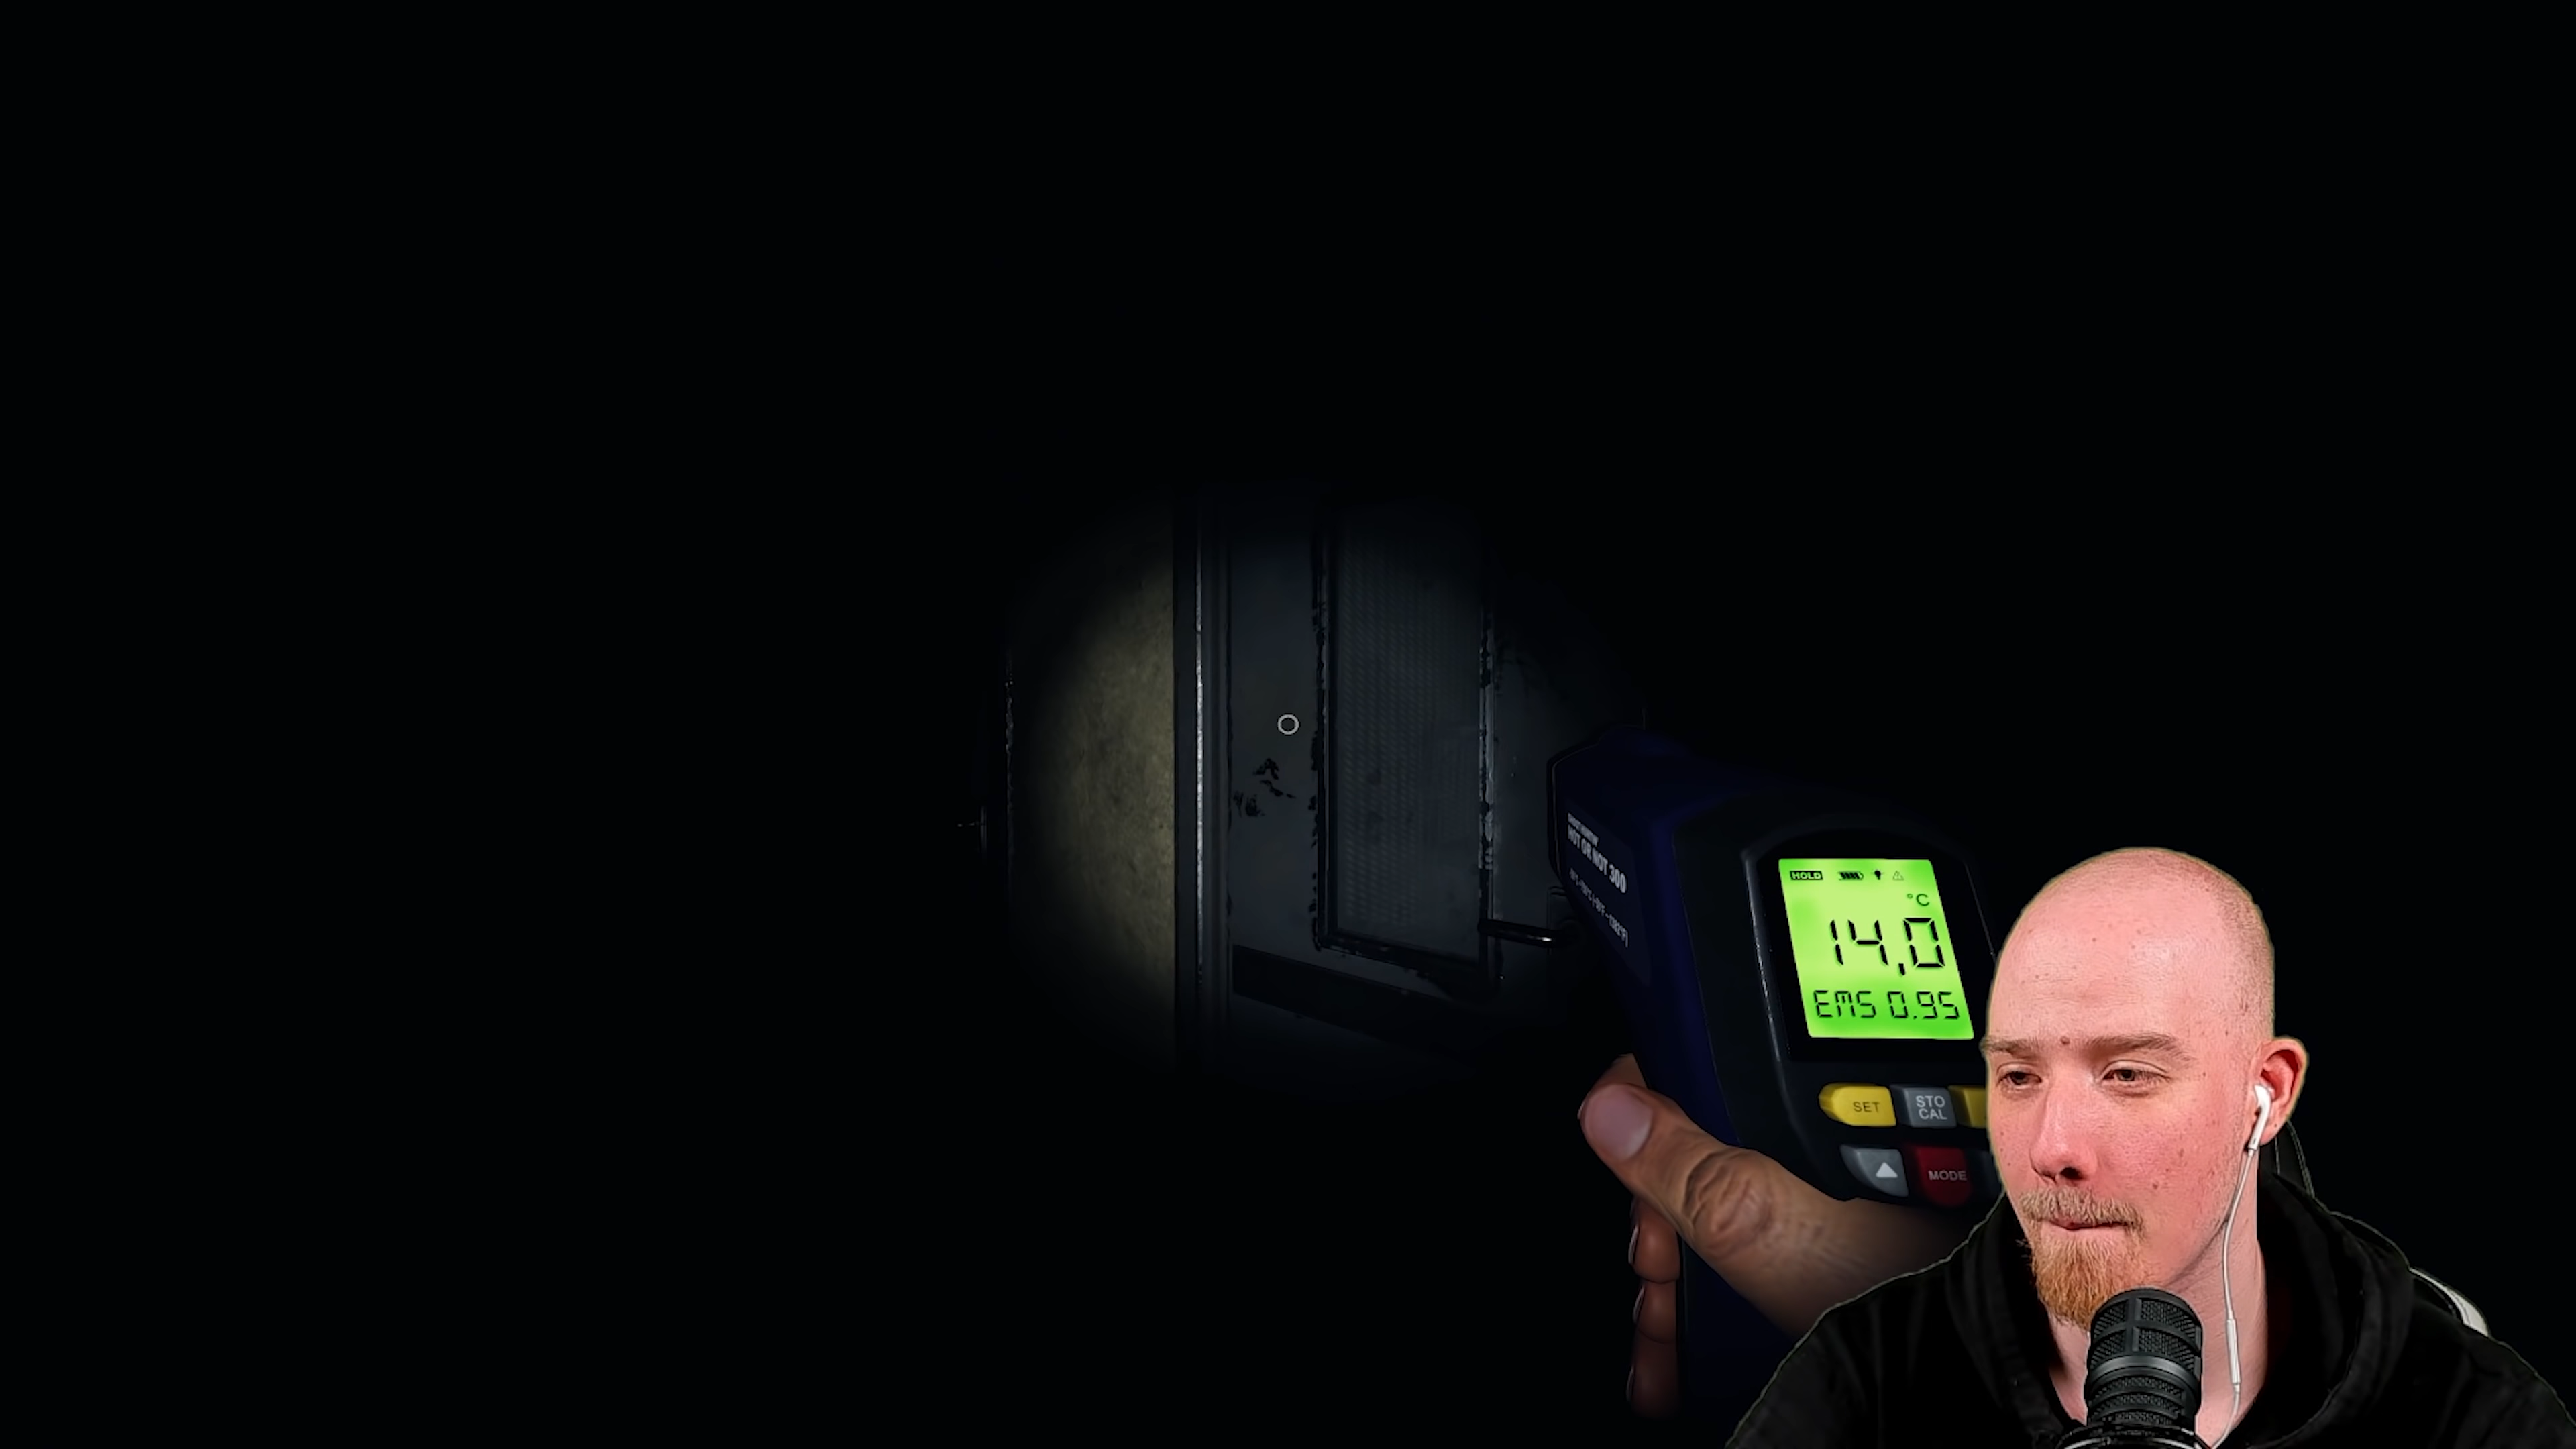 HOT OR NOT 300
HOLD
°C
14,0
EMS 0.95
SET
STO
CAL
MODE